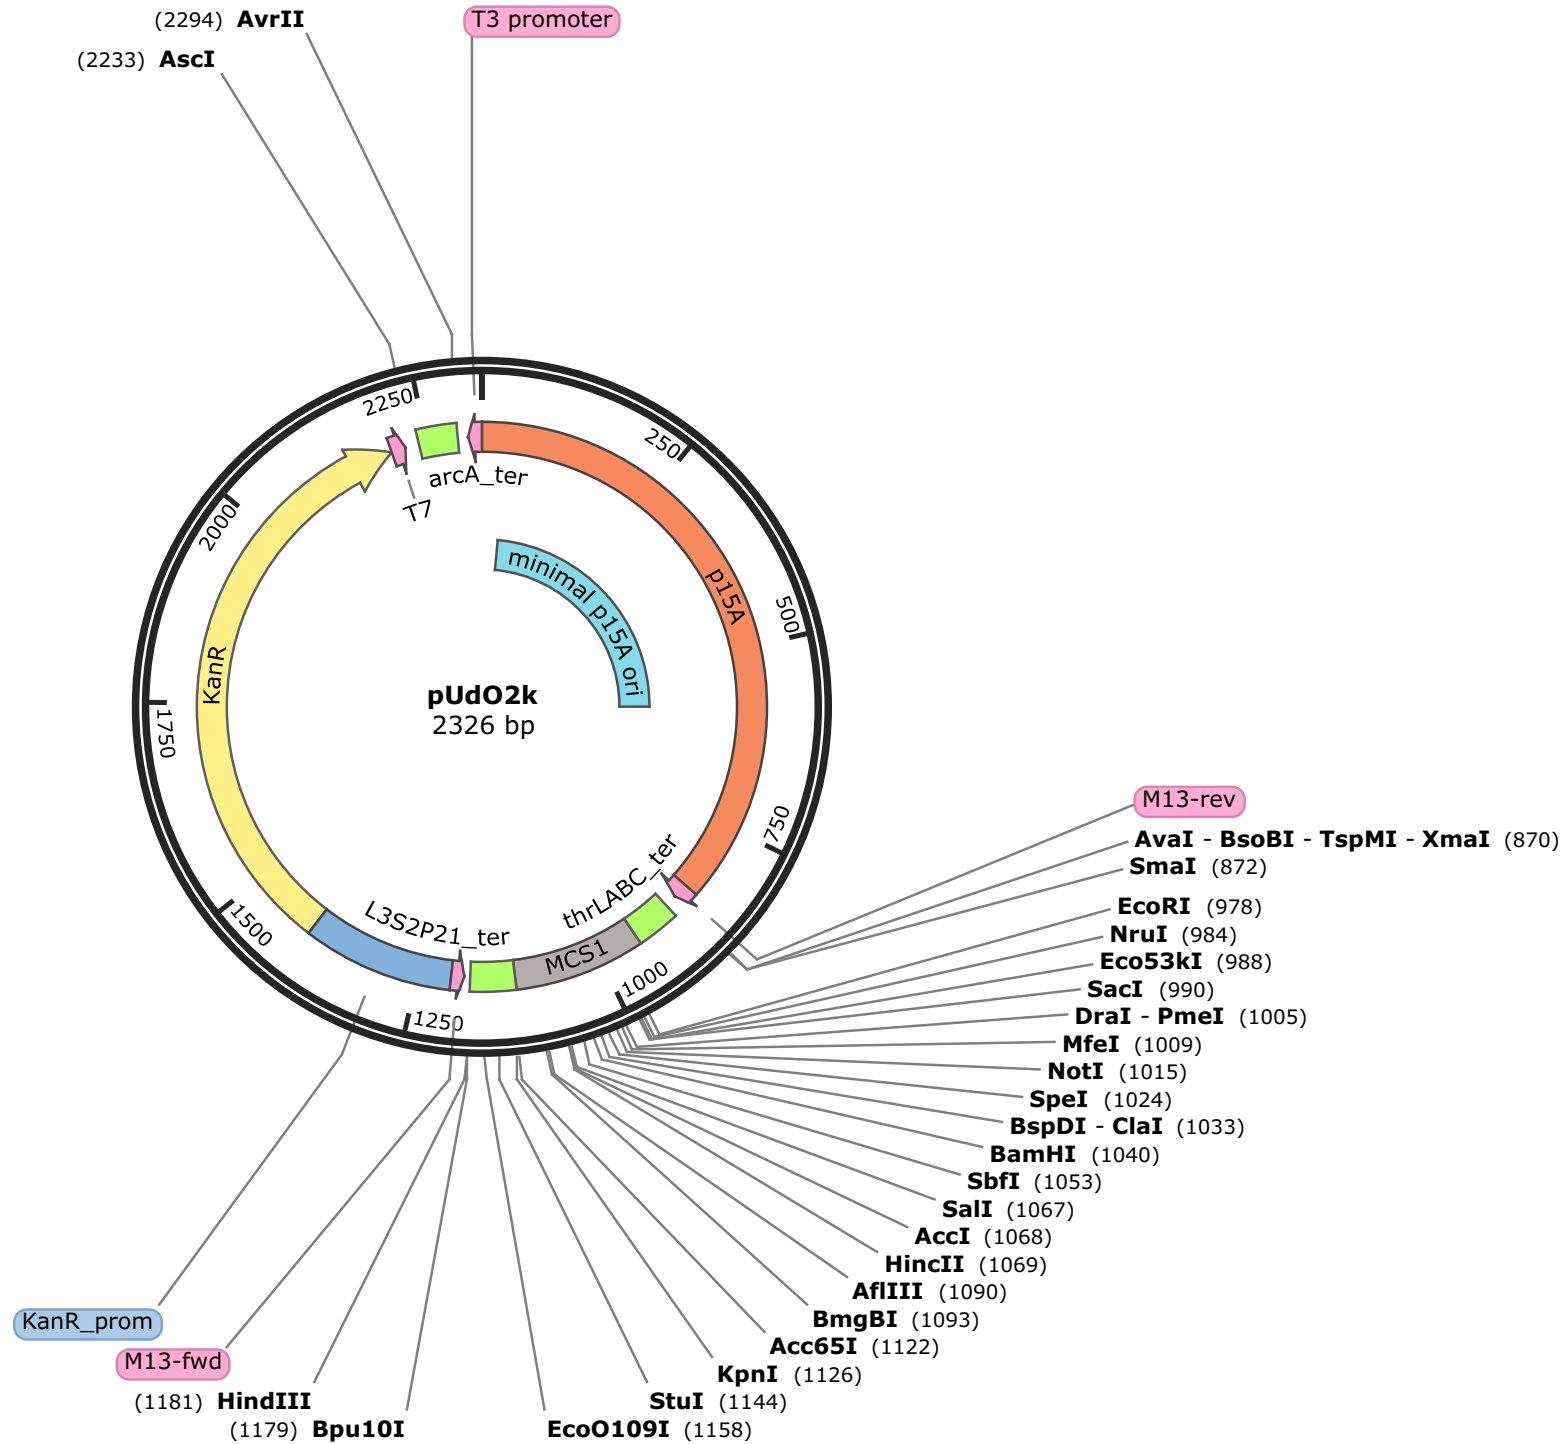 (2294) AvrII
T3 promoter
(2233) AscI
2250
250
arcA_ter
T7
2000
minimal p15A ori
p15A
500
KanR
pUdO2k
2326 bp
1750
750
M13-rev
AvaI - BsoBI - TspMI - XmaI (870)
SmaI (872)
thrLABC_ter
EcoRI (978)
L3S2P21_ter
1500
NruI (984)
MCS1
Eco53kI (988)
1000
SacI (990)
1250
DraI - PmeI (1005)
MfeI (1009)
NotI (1015)
SpeI (1024)
BspDI - ClaI (1033)
BamHI (1040)
SbfI (1053)
SalI (1067)
AccI (1068)
HincII (1069)
AflIII (1090)
KanR_prom
BmgBI (1093)
Acc65I (1122)
M13-fwd
KpnI (1126)
(1181) HindIII
StuI (1144)
(1179) Bpu10I
EcoO109I (1158)